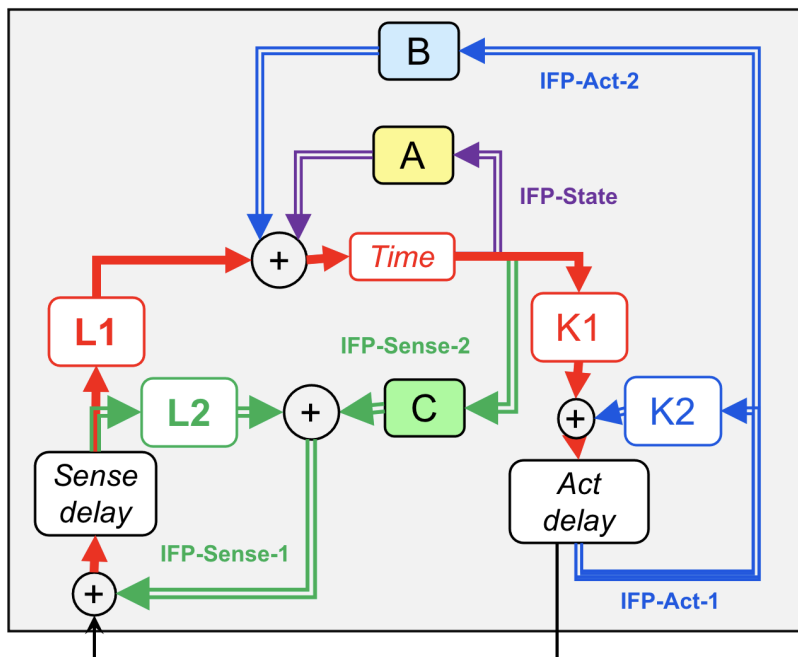 B
IFP-Act-2
A
IFP-State
+
Time
L1
K1
IFP-Sense-2
L2
+
C
+
K2
Sense
delay
Act
delay
IFP-Sense-1
+
IFP-Act-1